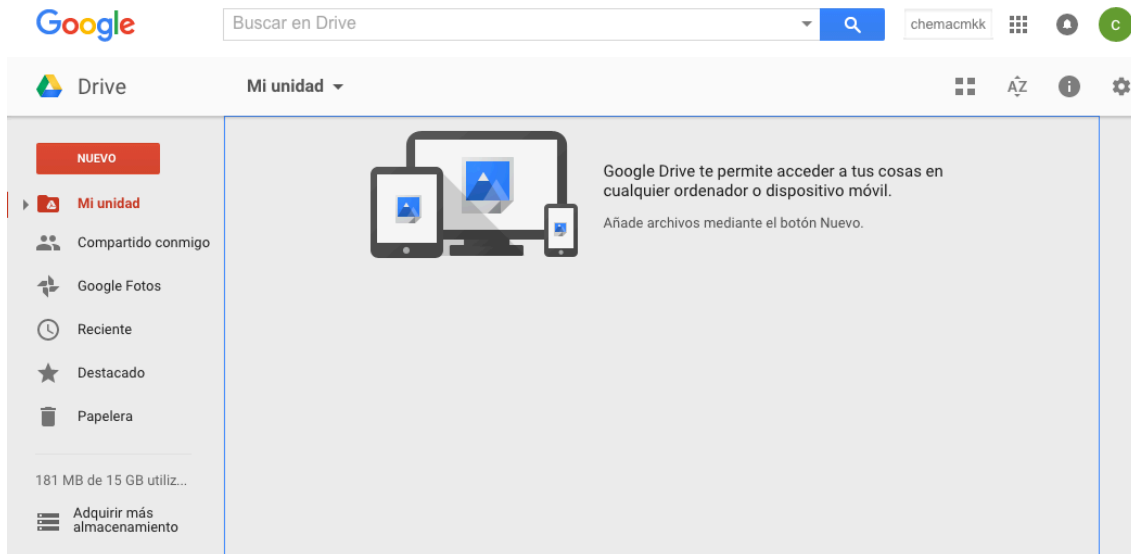 Google
Buscar en Drive
chemacmkk
C
Drive
Mi unidad
AZ
NUEVO
Mi unidad
Compartido conmigo
Google Fotos
Reciente
Destacado
Papelera
181 MB de 15 GB utiliz...
Adquirir más
almacenamiento
Google Drive te permite acceder a tus cosas en
cualquier ordenador o dispositivo móvil.
Añade archivos mediante el botón Nuevo.